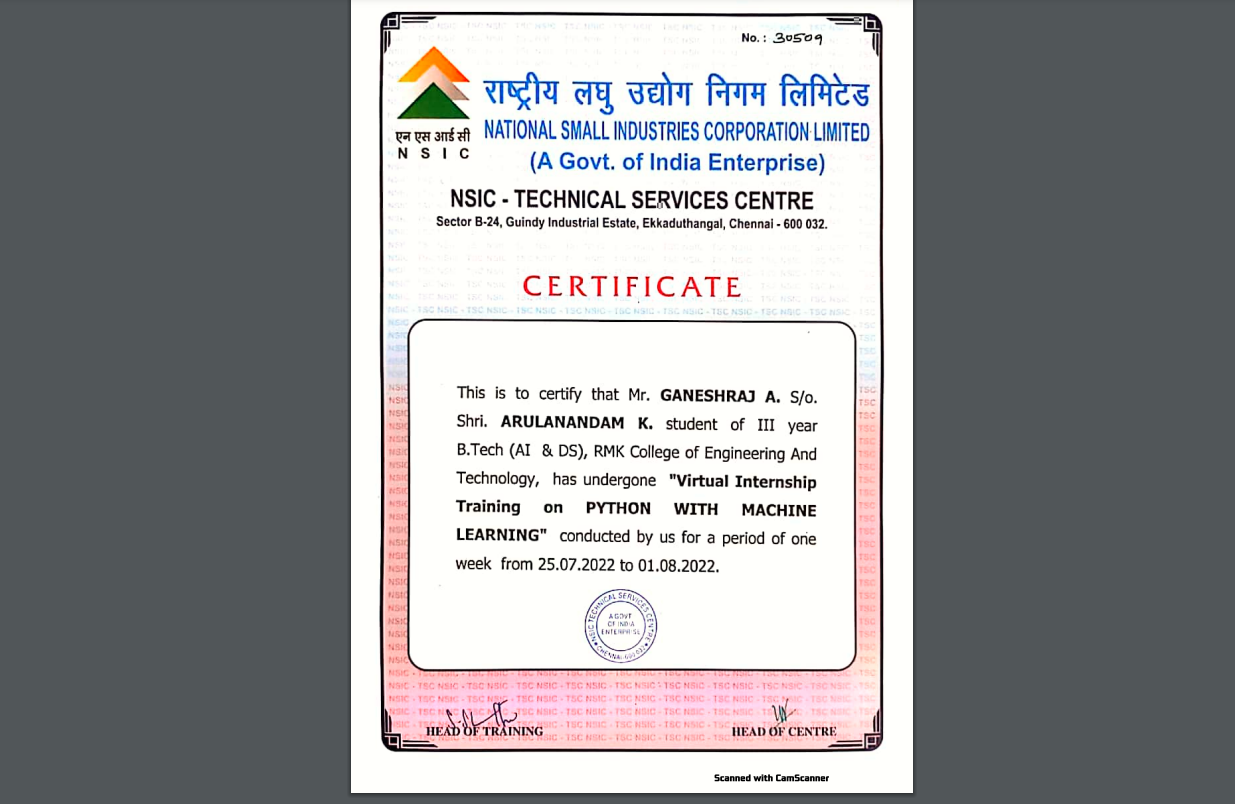 No. : 30509
राष्ट्रीय लघु उद्योग निगम लिमिटेड
NATIONAL SMALL INDUSTRIES CORPORATION LIMITED
(A Govt. of India Enterprise)
एन एस आई सी
N S I C
NSIC - TECHNICAL SERVICES CENTRE
Sector B-24, Guindy Industrial Estate, Ekkaduthangal, Chennai - 600 032.
CERTIFICATE
This is to certify that Mr. GANESHRAJ A. S/o.
Shri. ARULANANDAM K. student of III year
B.Tech (AI & DS), RMK College of Engineering And
Technology, has undergone "Virtual Internship
Training on PYTHON WITH MACHINE
LEARNING" conducted by us for a period of one
week from 25.07.2022 to 01.08.2022.
NSIC TECHNICAL SERVICES CENTRE
A GOVT
OF INDIA
ENTERPRISE
CHENNAI-600 032
HEAD OF TRAINING
HEAD OF CENTRE
Scanned with CamScanner